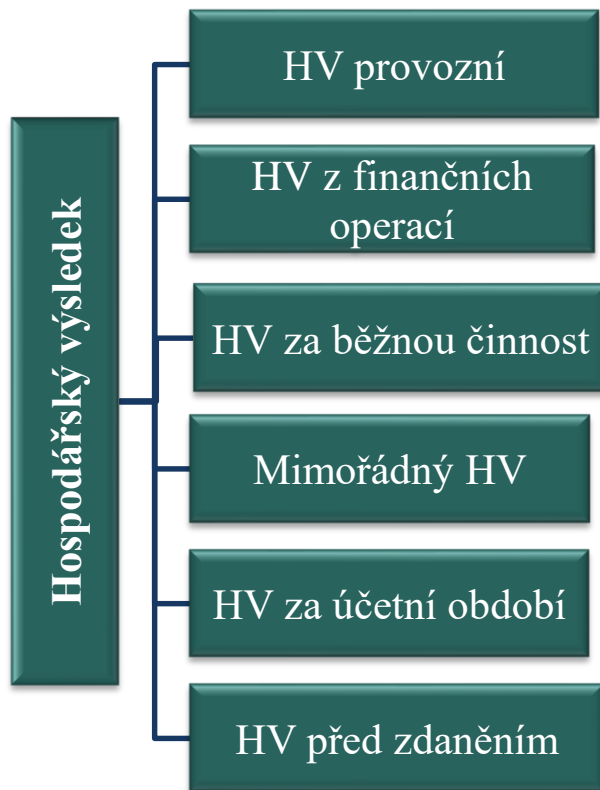 Hospodářský výsledek
HV provozní
HV z finančních
operací
HV za běžnou činnost
Mimořádný HV
HV za účetní období
HV před zdaněním